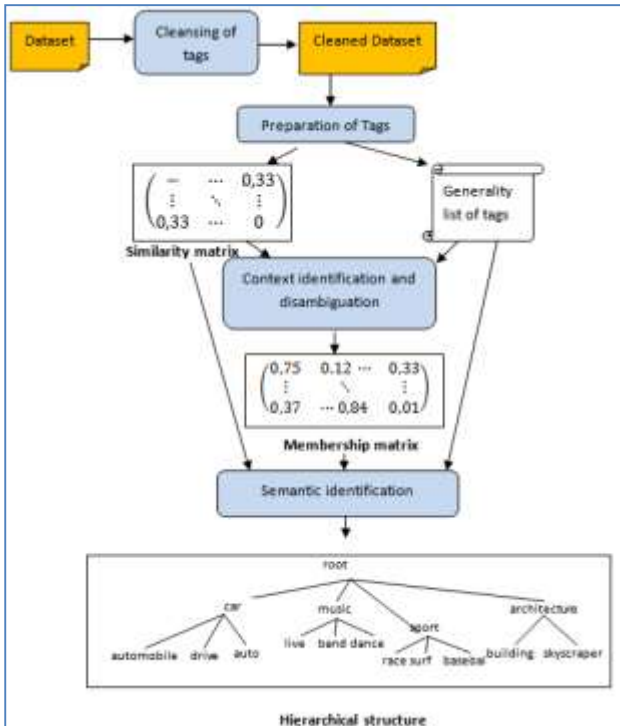 Dataset
Cleansing of
tags
Cleaned Dataset
Preparation of Tags
− ⋯ 0,33
⋮ ⋱ ⋮
0,33 ⋯ 0
Similarity matrix
Generality
list of tags
Context identification and
disambiguation
0,75 0.12 ⋯ 0,33
⋮ ⋱ ⋮
0,37 ⋯ 0,84 0,01
Membership matrix
Semantic identification
root
car music sport architecture
automobile drive auto live band dance race surf basebal building skyscraper
Hierarchical structure